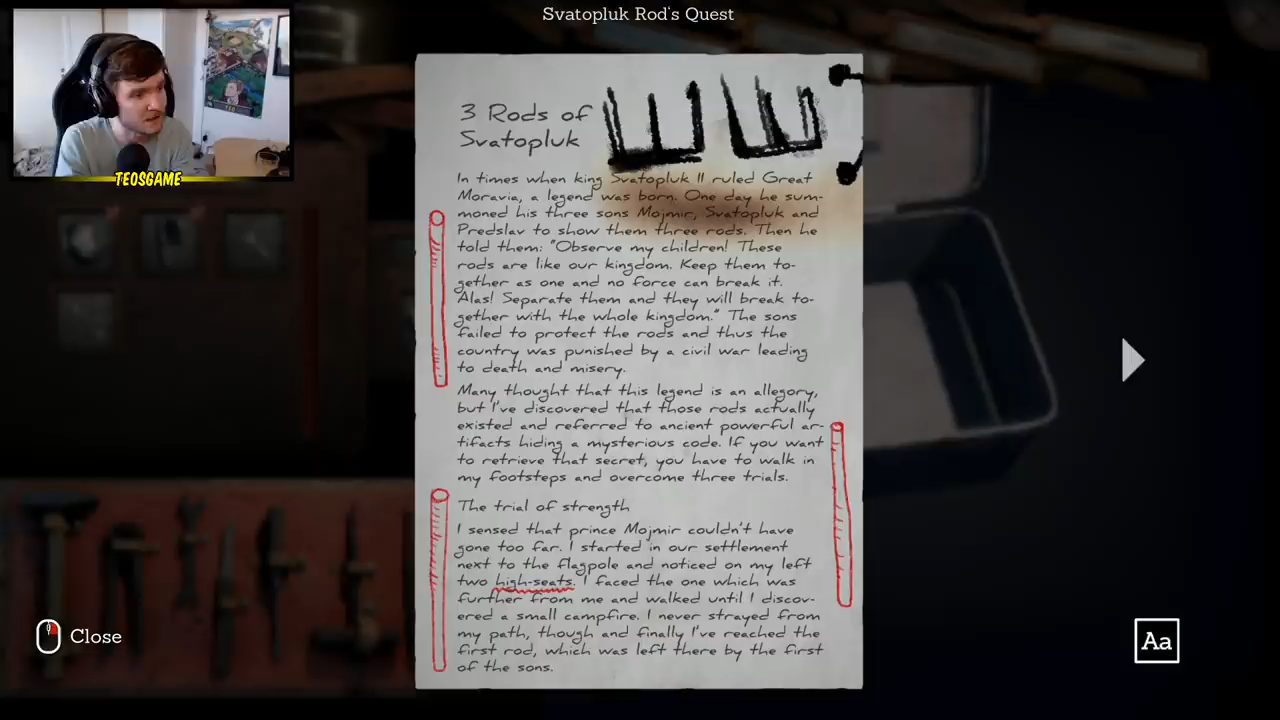 Svatopluk Rod's Quest
TEOSGAME
3 Rods of
Svatopluk
In times when king Svatopluk II ruled Great
Moravia, a legend was born. One day he sum-
moned his three sons Mojmir, Svatopluk and
Predslav to show them three rods. Then he
told them: "Observe my children! These
rods are like our kingdom. Keep them to-
gether as one and no force can break it.
Alas! Separate them and they will break to-
gether with the whole kingdom." The sons
failed to protect the rods and thus the
country was punished by a civil war leading
to death and misery.
Many thought that this legend is an allegory,
but I've discovered that those rods actually
existed and referred to ancient powerful ar-
tifacts hiding a mysterious code. If you want
to retrieve that secret, you have to walk in
my footsteps and overcome three trials.
The trial of strength
I sensed that prince Mojmir couldn't have
gone too far. I started in our settlement
next to the flagpole and noticed on my left
two high-seats. I faced the one which was
further from me and walked until I discov-
ered a small campfire. I never strayed from
my path, though and finally I've reached the
first rod, which was left there by the first
of the sons.
Close
Aa